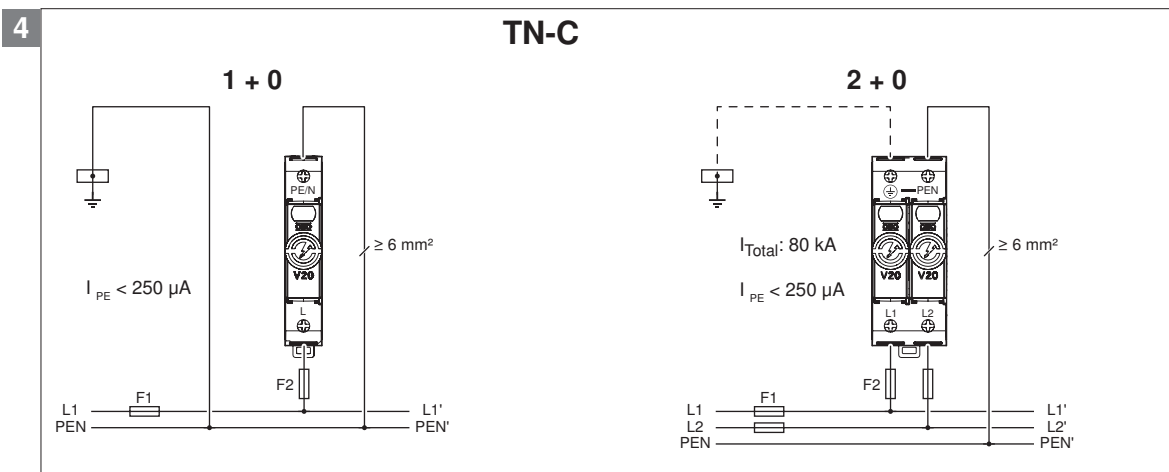 4
TN-C
1 + 0
PE/N
≥ 6 mm²
V20
I PE < 250 µA
L
F2
F1
L1
L1'
PEN
PEN'
2 + 0
PEN
≥ 6 mm²
I Total: 80 kA
V20 V20
I PE < 250 µA
L1 L2
F2
F1
L1
L1'
L2
L2'
PEN
PEN'